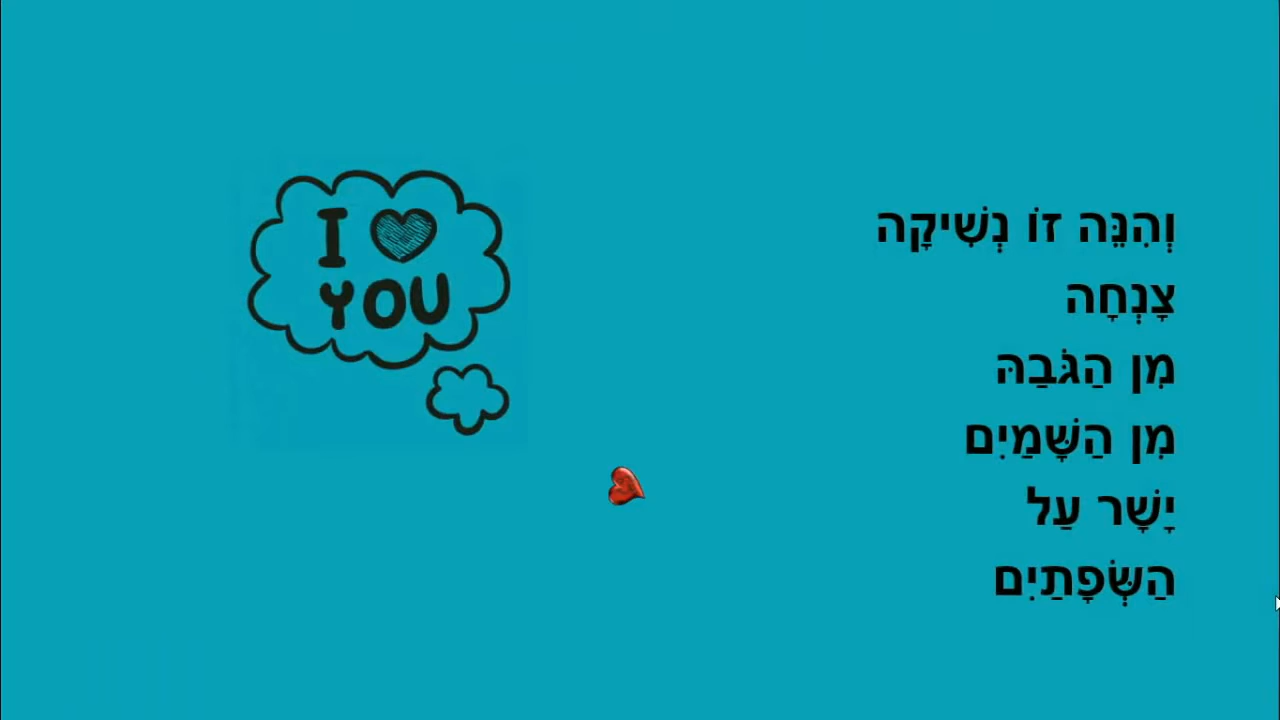 I ♥
YOU
וְהִנֵּה זוֹ נְשִׁיקָה
צָנְחָה
מִן הַגֹּבַהּ
מִן הַשָּׁמַיִם
יָשָׁר עַל
הַשְּׂפָתַיִם